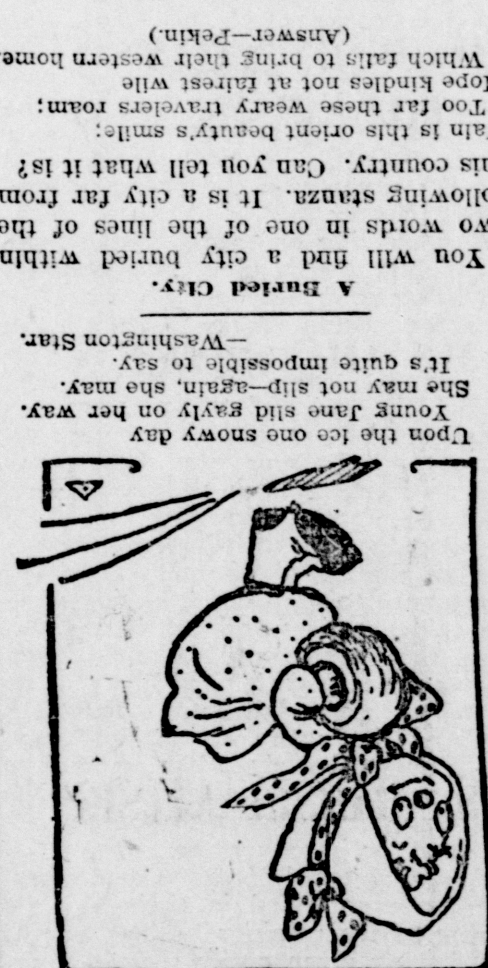 Upon the ice one snowy day
Young Jane slid gayly on her way.
She may not slip—again, she may.
It's quite impossible to say.
—Washington Star.
A Buried City.
You will find a city buried within
wo words in one of the lines of the
ollowing stanza. It is a city far from
his country. Can you tell what it is?
ain is this orient beauty's smile;
Too far these weary travelers roam;
ope kindles not at fairest wile
Which fails to bring their western home
(Answer—Pekin.)